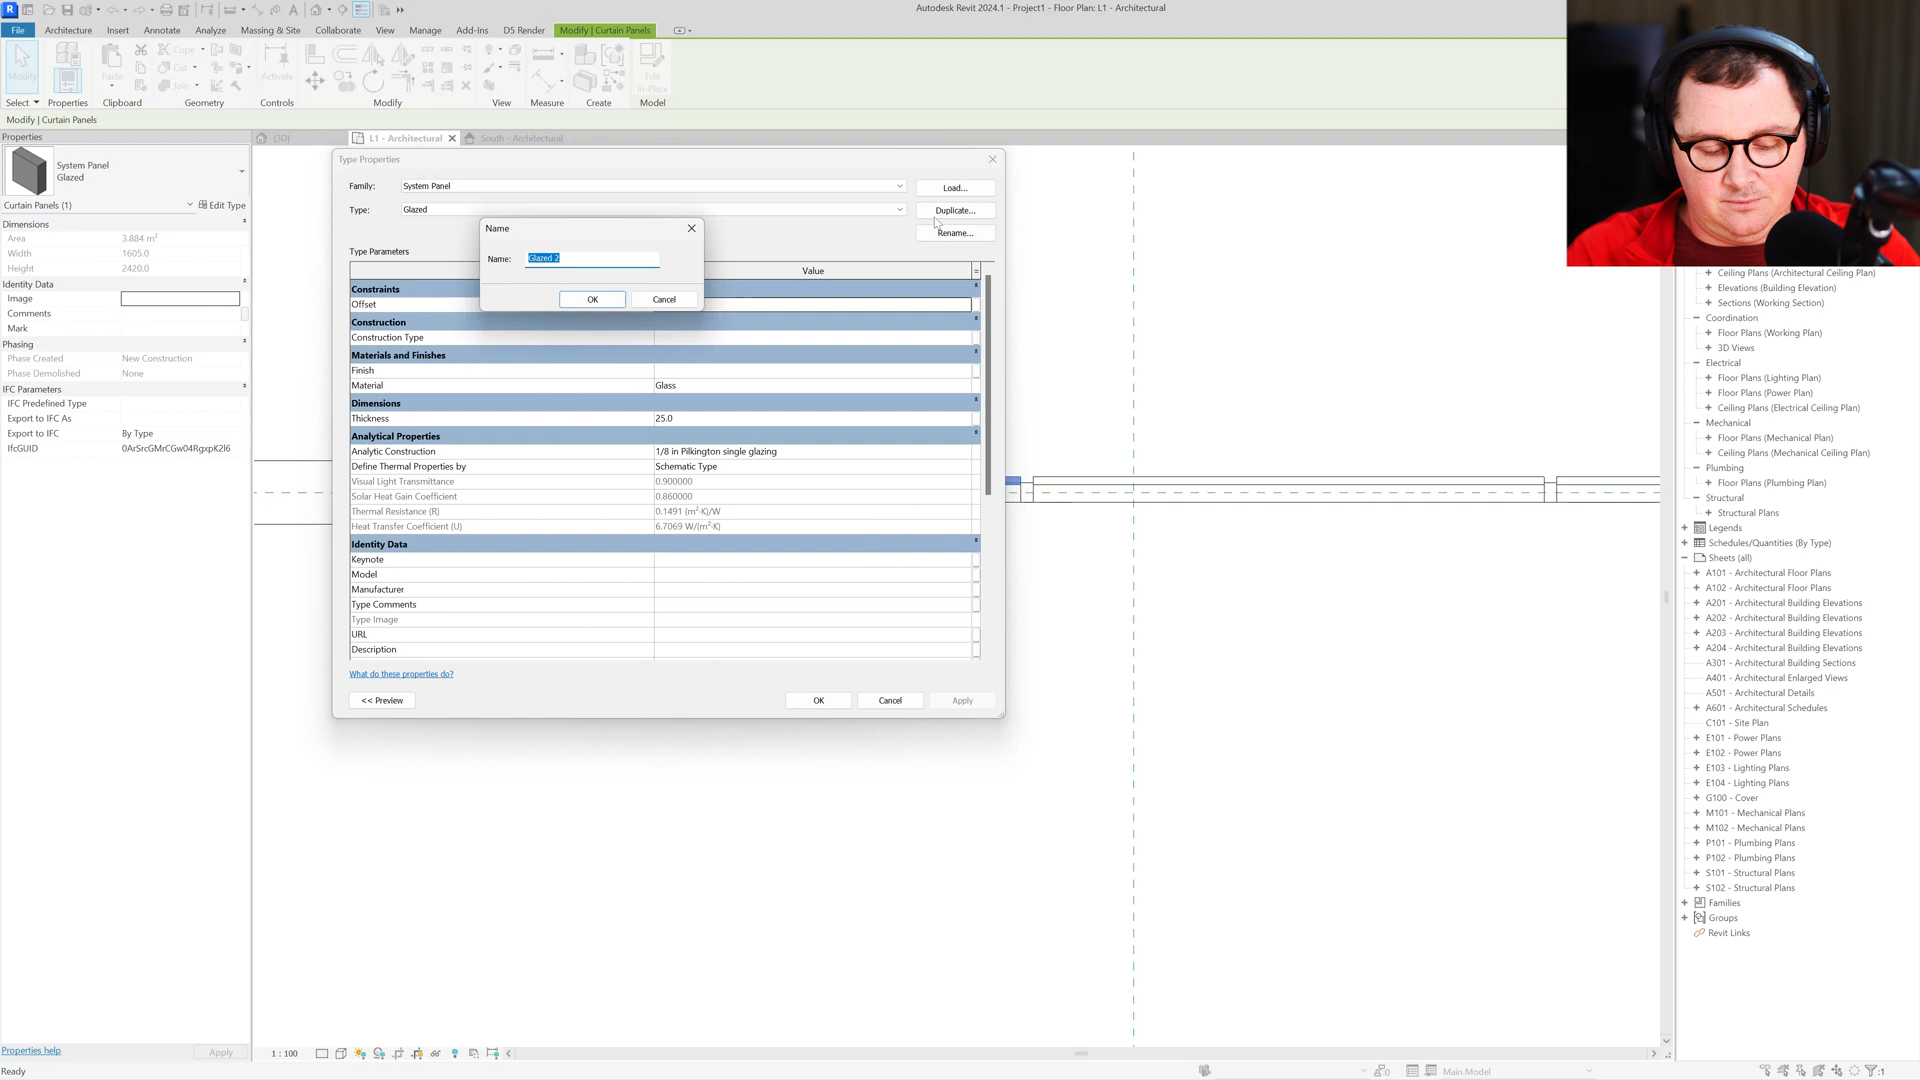 Autodesk Revit 2024.1 - Project1 - Floor Plan: L1 - Architectural
File Architecture Insert Annotate Analyze Massing & Site Collaborate View Manage Add-Ins D5 Render Modify | Curtain Panels
Modify Paste Cope Cut Join Activate Edit In-Place
Select Properties Clipboard Geometry Controls Modify View Measure Create Model
Modify | Curtain Panels
Properties
System Panel
Glazed
Curtain Panels (1) Edit Type
Dimensions
Area 3.884 m²
Width 1605.0
Height 2420.0
Identity Data
Image
Comments
Mark
Phasing
Phase Created New Construction
Phase Demolished None
IFC Parameters
IFC Predefined Type
Export to IFC As
Export to IFC By Type
IfcGUID 0ArSrcGMrCGw04RgxpK2l6
Properties help Apply
(3D) L1 - Architectural South - Architectural
Type Properties
Family: System Panel Load...
Type: Glazed Duplicate...
Rename...
Type Parameters
Value =
Constraints
Offset
Construction
Construction Type
Materials and Finishes
Finish
Material Glass
Dimensions
Thickness 25.0
Analytical Properties
Analytic Construction 1/8 in Pilkington single glazing
Define Thermal Properties by Schematic Type
Visual Light Transmittance 0.900000
Solar Heat Gain Coefficient 0.860000
Thermal Resistance (R) 0.1491 (m²·K)/W
Heat Transfer Coefficient (U) 6.7069 W/(m²·K)
Identity Data
Keynote
Model
Manufacturer
Type Comments
Type Image
URL
Description
What do these properties do?
<< Preview OK Cancel Apply
Name
Name: Glazed 2
OK Cancel
Ceiling Plans (Architectural Ceiling Plan)
Elevations (Building Elevation)
Sections (Working Section)
Coordination
Floor Plans (Working Plan)
3D Views
Electrical
Floor Plans (Lighting Plan)
Floor Plans (Power Plan)
Ceiling Plans (Electrical Ceiling Plan)
Mechanical
Floor Plans (Mechanical Plan)
Ceiling Plans (Mechanical Ceiling Plan)
Plumbing
Floor Plans (Plumbing Plan)
Structural
Structural Plans
Legends
Schedules/Quantities (By Type)
Sheets (all)
A101 - Architectural Floor Plans
A102 - Architectural Floor Plans
A201 - Architectural Building Elevations
A202 - Architectural Building Elevations
A203 - Architectural Building Elevations
A204 - Architectural Building Elevations
A301 - Architectural Building Sections
A401 - Architectural Enlarged Views
A501 - Architectural Details
A601 - Architectural Schedules
C101 - Site Plan
E101 - Power Plans
E102 - Power Plans
E103 - Lighting Plans
E104 - Lighting Plans
G100 - Cover
M101 - Mechanical Plans
M102 - Mechanical Plans
P101 - Plumbing Plans
P102 - Plumbing Plans
S101 - Structural Plans
S102 - Structural Plans
Families
Groups
Revit Links
1 : 100
Ready :0 Main Model :1